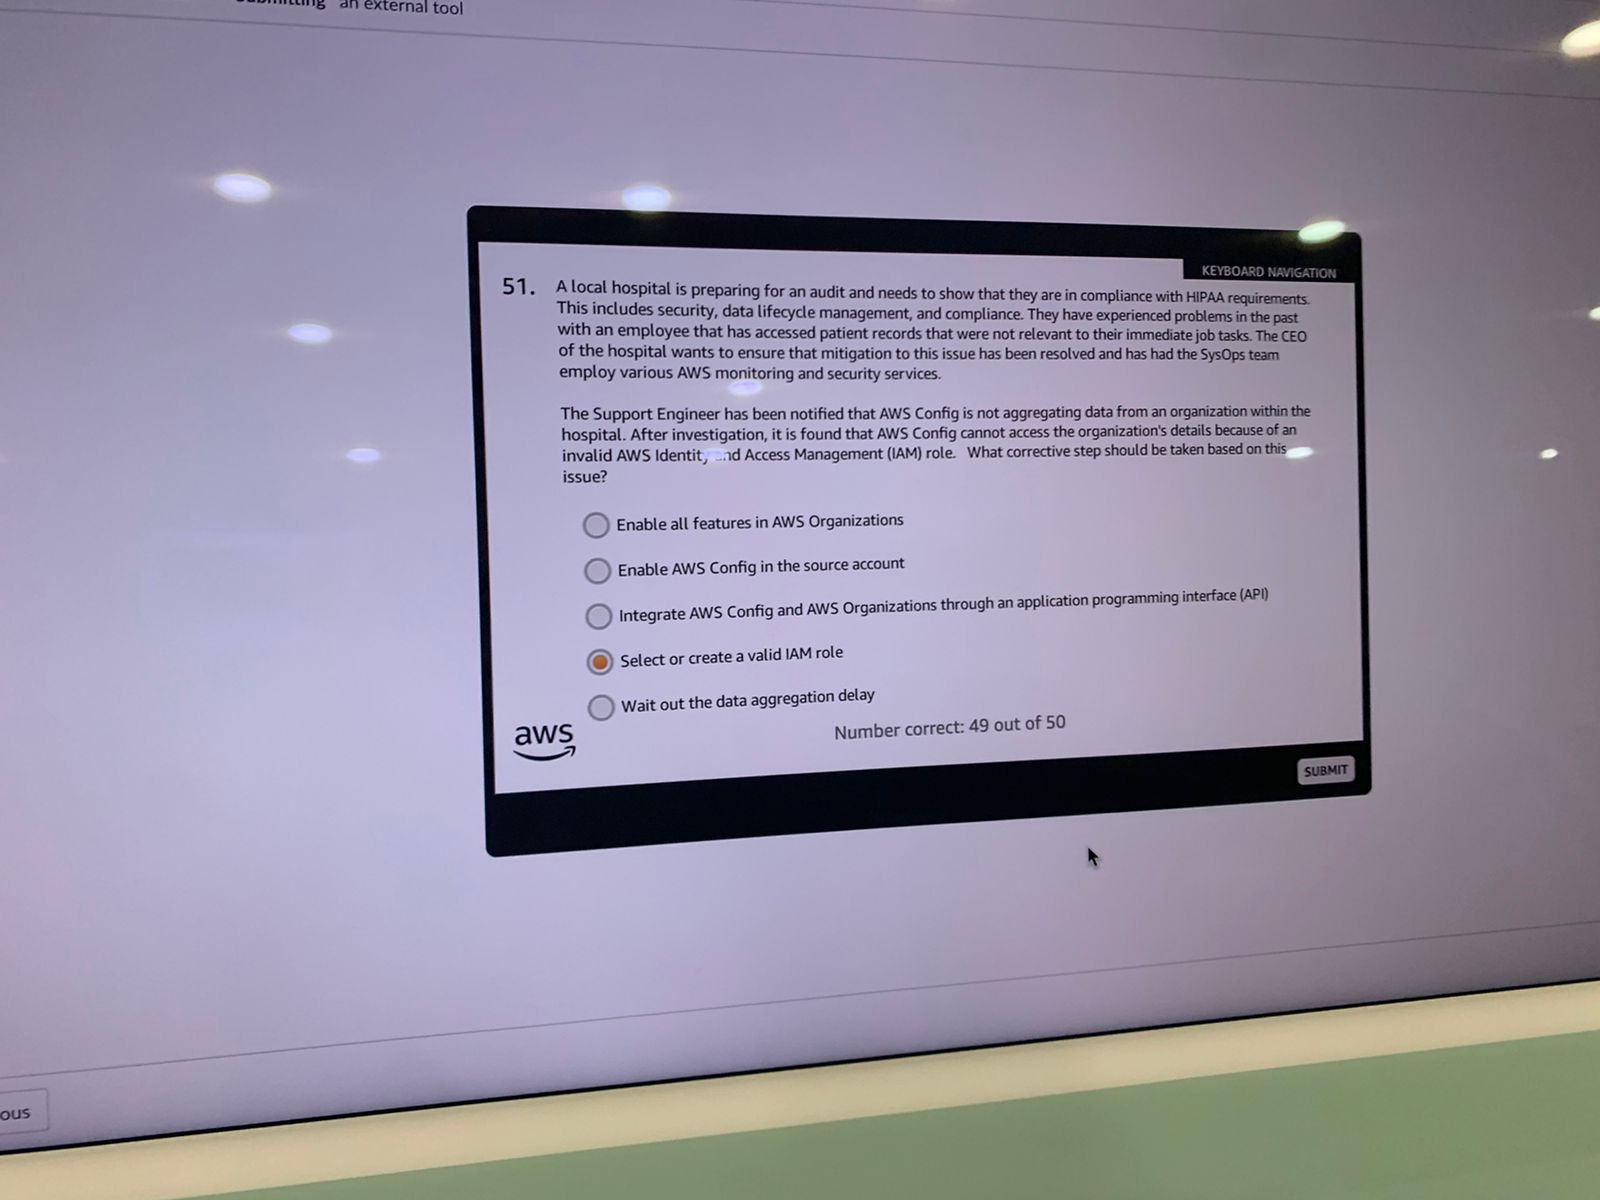 an external tool
KEYBOARD NAVIGATION
51. A local hospital is preparing for an audit and needs to show that they are in compliance with HIPAA requirements.
This includes security, data lifecycle management, and compliance. They have experienced problems in the past
with an employee that has accessed patient records that were not relevant to their immediate job tasks. The CEO
of the hospital wants to ensure that mitigation to this issue has been resolved and has had the SysOps team
employ various AWS monitoring and security services.
The Support Engineer has been notified that AWS Config is not aggregating data from an organization within the
hospital. After investigation, it is found that AWS Config cannot access the organization's details because of an
invalid AWS Identity and Access Management (IAM) role. What corrective step should be taken based on this
issue?
Enable all features in AWS Organizations
Enable AWS Config in the source account
Integrate AWS Config and AWS Organizations through an application programming interface (API)
Select or create a valid IAM role
Wait out the data aggregation delay
aws
Number correct: 49 out of 50
SUBMIT
ous